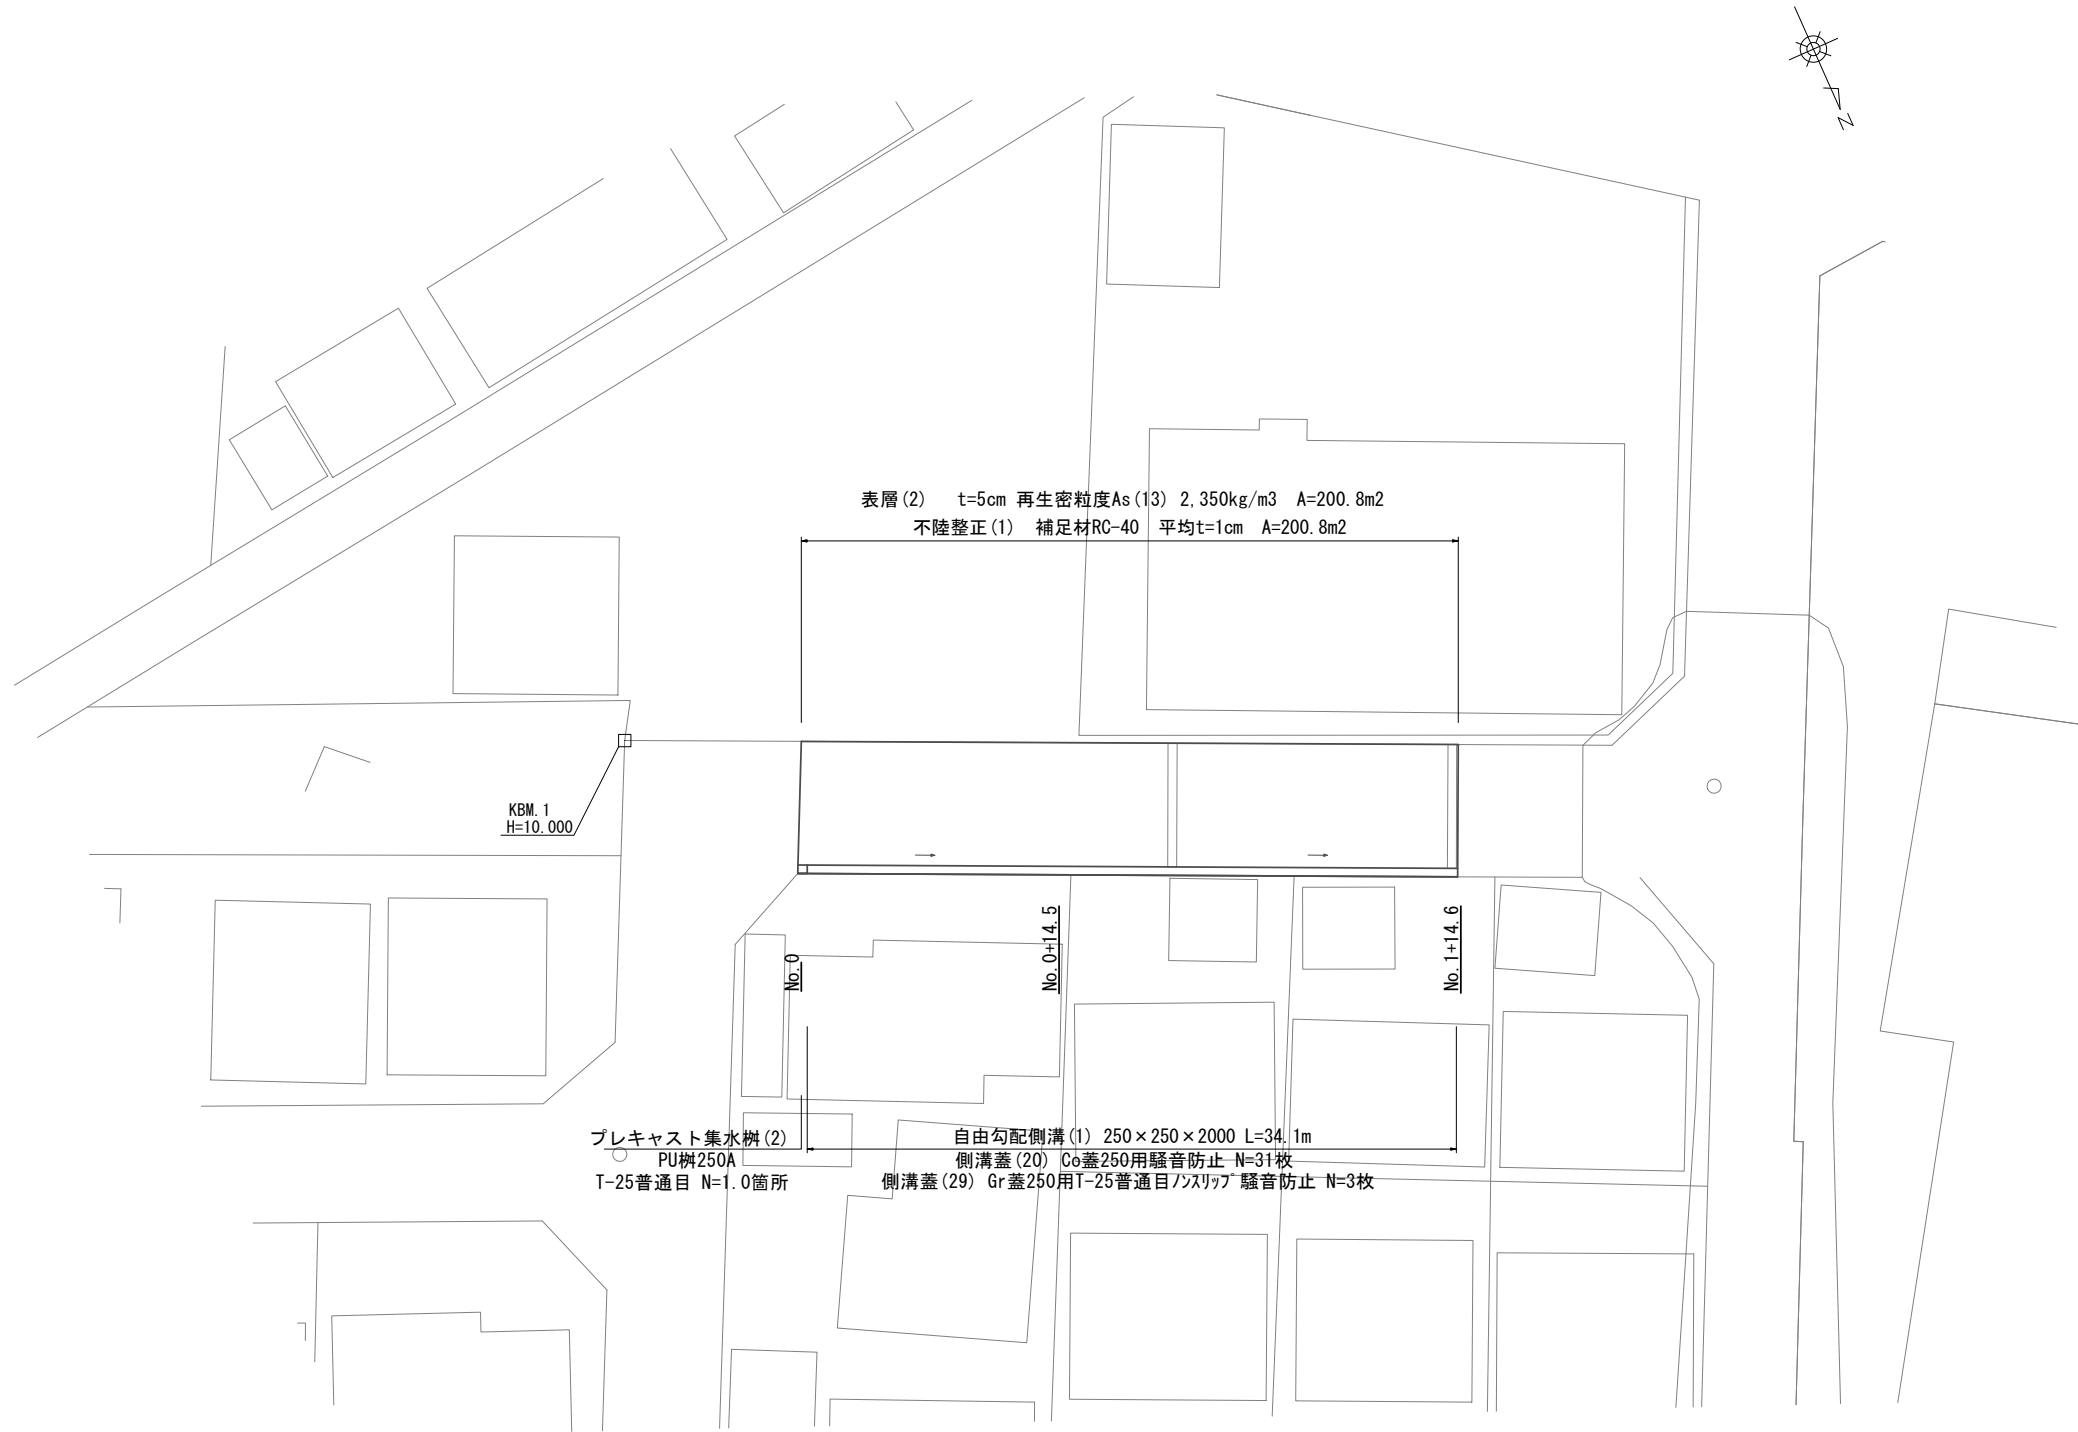 N
表層(2) t=5cm 再生密粒度As(13) 2,350kg/m3 A=200.8m2
不陸整正(1) 補足材RC-40 平均t=1cm A=200.8m2
KBM.1
H=10.000
No.0
No.0+14.5
No.1+14.6
プレキャスト集水桝(2)
PU桝250A
T-25普通目 N=1.0箇所
自由勾配側溝(1) 250×250×2000 L=34.1m
側溝蓋(20) Co蓋250用騒音防止 N=31枚
側溝蓋(29) Gr蓋250用T-25普通目ﾉﾝｽﾘｯﾌﾟ騒音防止 N=3枚